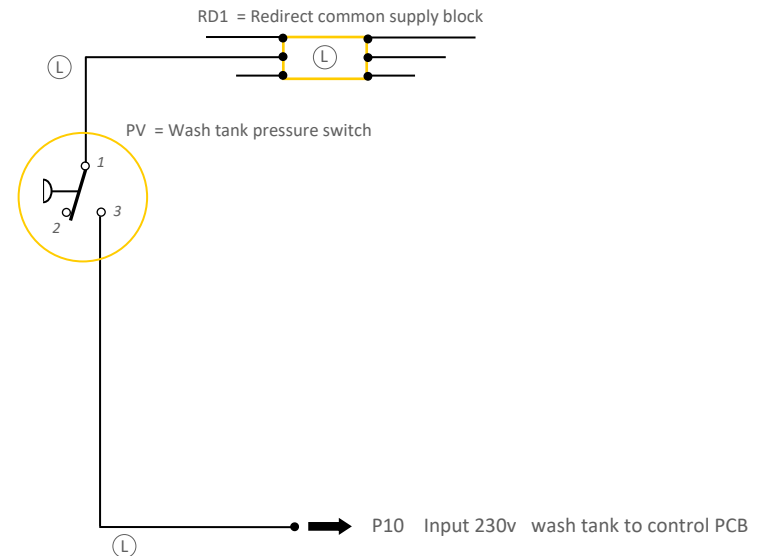 RD1 = Redirect common supply block
L
L
PV = Wash tank pressure switch
1
3
2
P10 Input 230v wash tank to control PCB
L